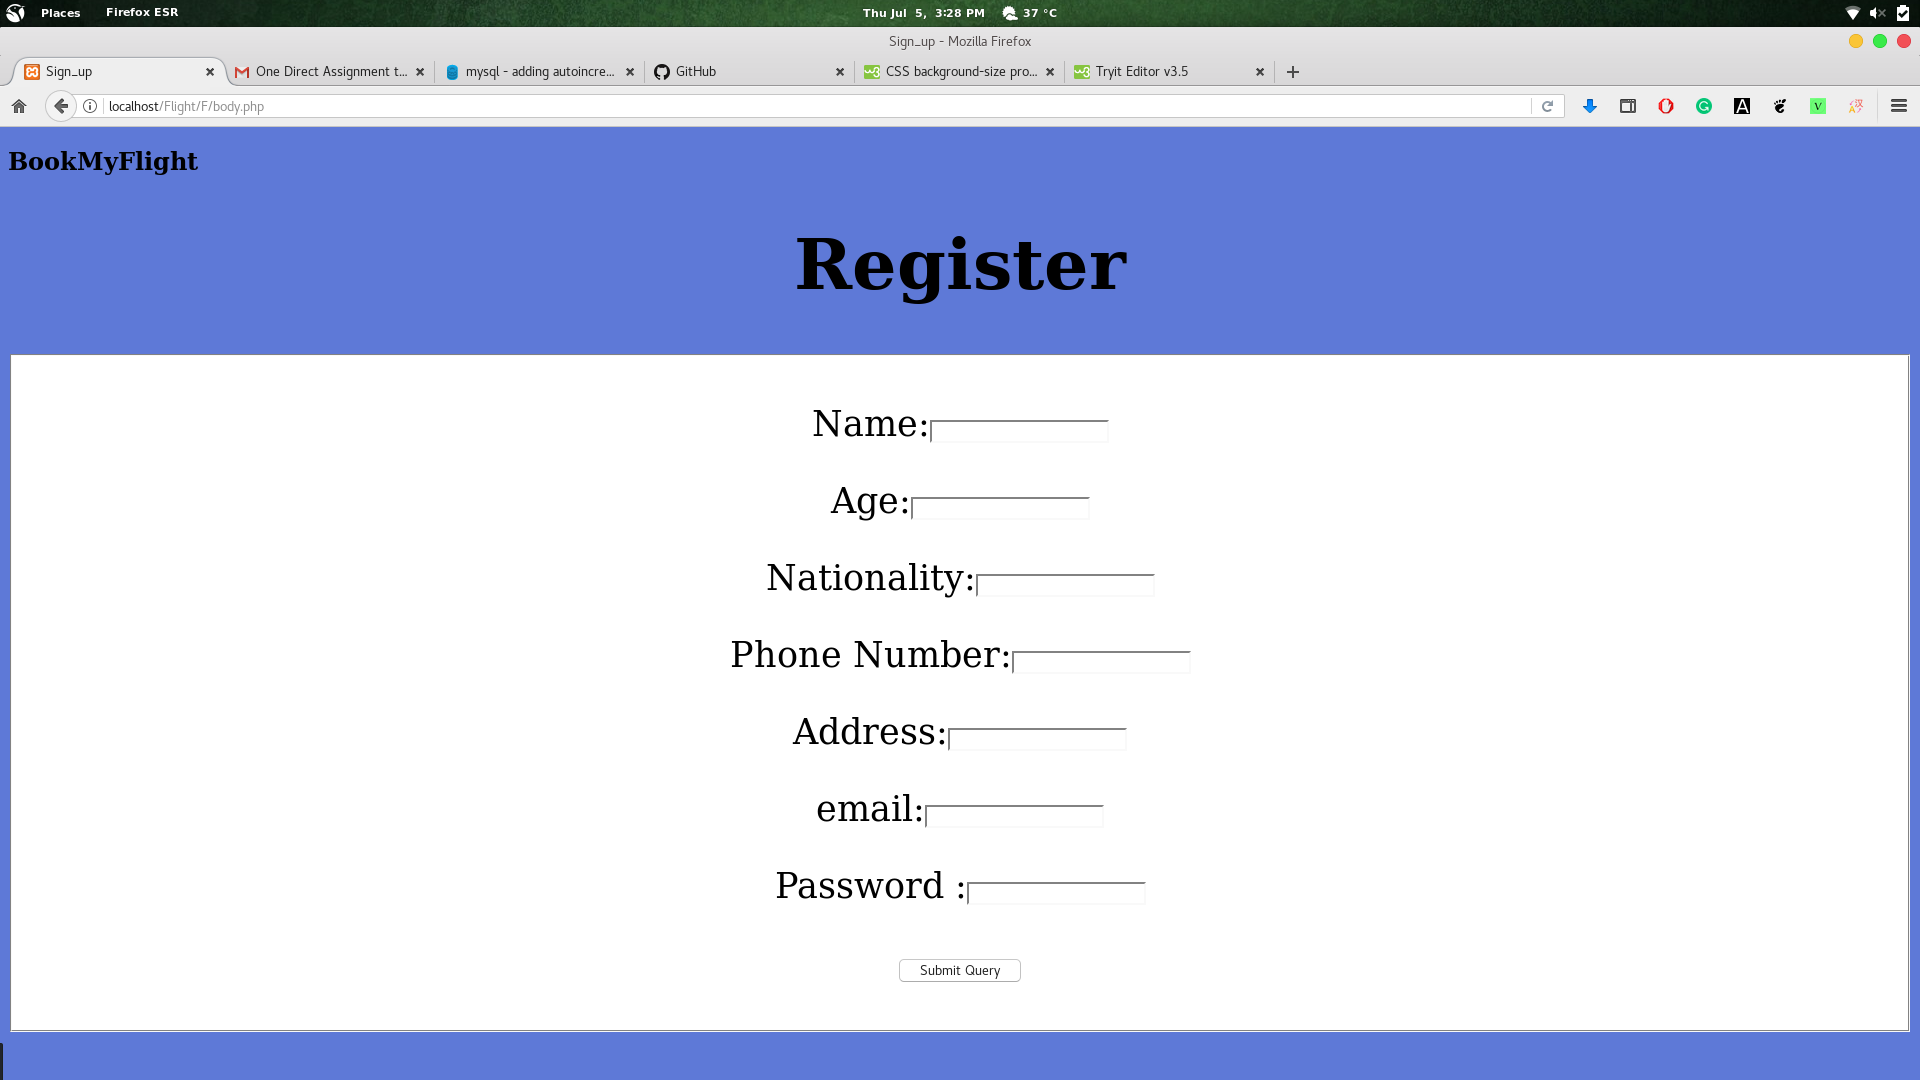 Places Firefox ESR Thu Jul 5, 3:28 PM 37 °C
Sign_up - Mozilla Firefox
Sign_up One Direct Assignment t... mysql - adding autoincre... GitHub CSS background-size pro... Tryit Editor v3.5
localhost/Flight/F/body.php
BookMyFlight
Register
Name:
Age:
Nationality:
Phone Number:
Address:
email:
Password :
Submit Query